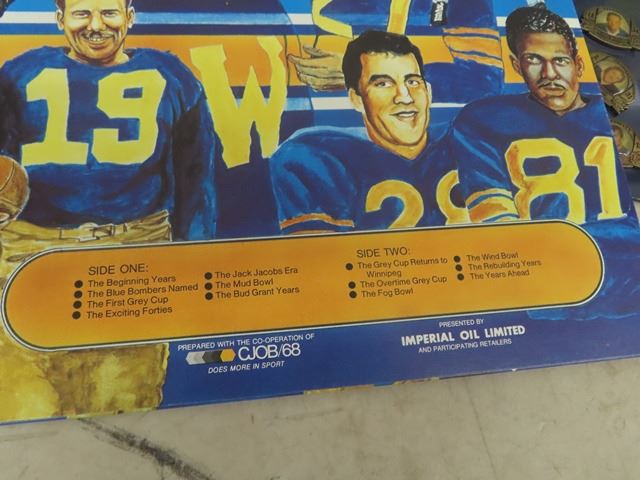 19
W
28
81
SIDE ONE:
The Beginning Years
The Blue Bombers Named
The First Grey Cup
The Exciting Forties
The Jack Jacobs Era
The Mud Bowl
The Bud Grant Years
SIDE TWO:
The Grey Cup Returns to
Winnipeg
The Overtime Grey Cup
The Fog Bowl
The Wind Bowl
The Rebuilding Years
The Years Ahead
PREPARED WITH THE CO-OPERATION OF
CJOB/68
DOES MORE IN SPORT
PRESENTED BY
IMPERIAL OIL LIMITED
AND PARTICIPATING RETAILERS